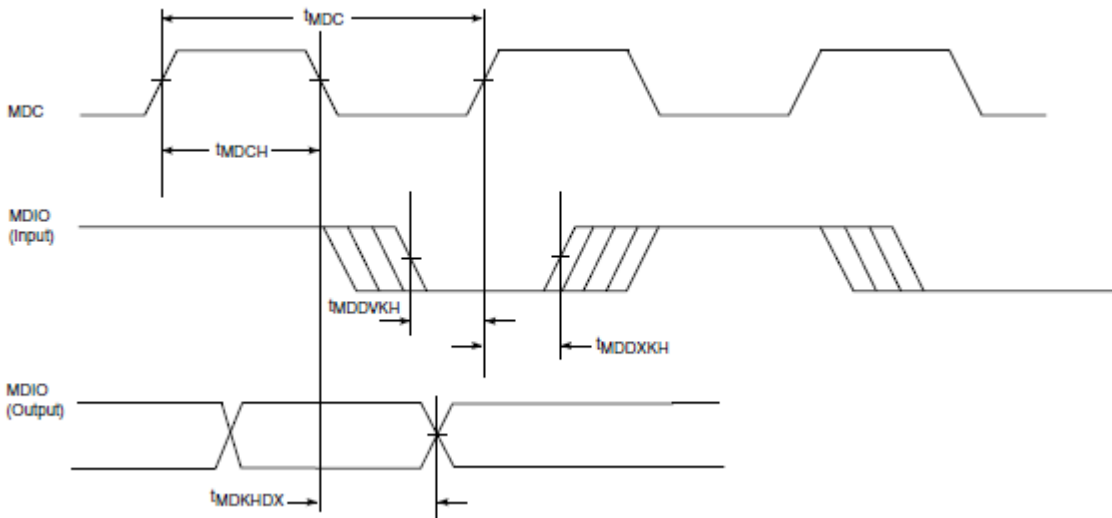 tMDC
MDC
tMDCH
MDIO
(Input)
tMDDVKH
tMDDXKH
MDIO
(Output)
tMDKHDX